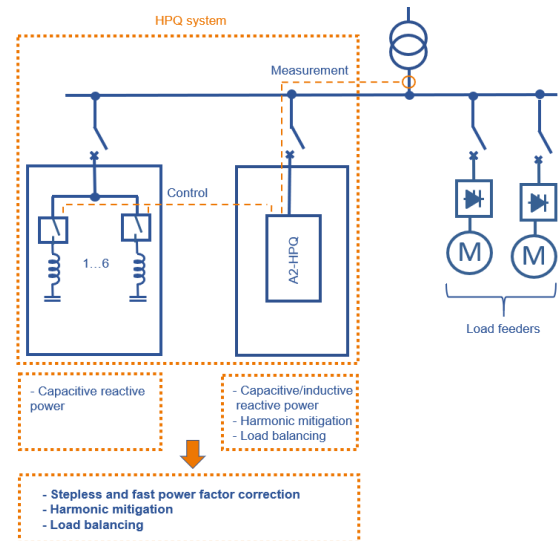 HPQ system
Measurement
Control
1...6
A2-HPQ
M
M
Load feeders
- Capacitive reactive
power
- Capacitive/inductive
reactive power
- Harmonic mitigation
- Load balancing
- Stepless and fast power factor correction
- Harmonic mitigation
- Load balancing